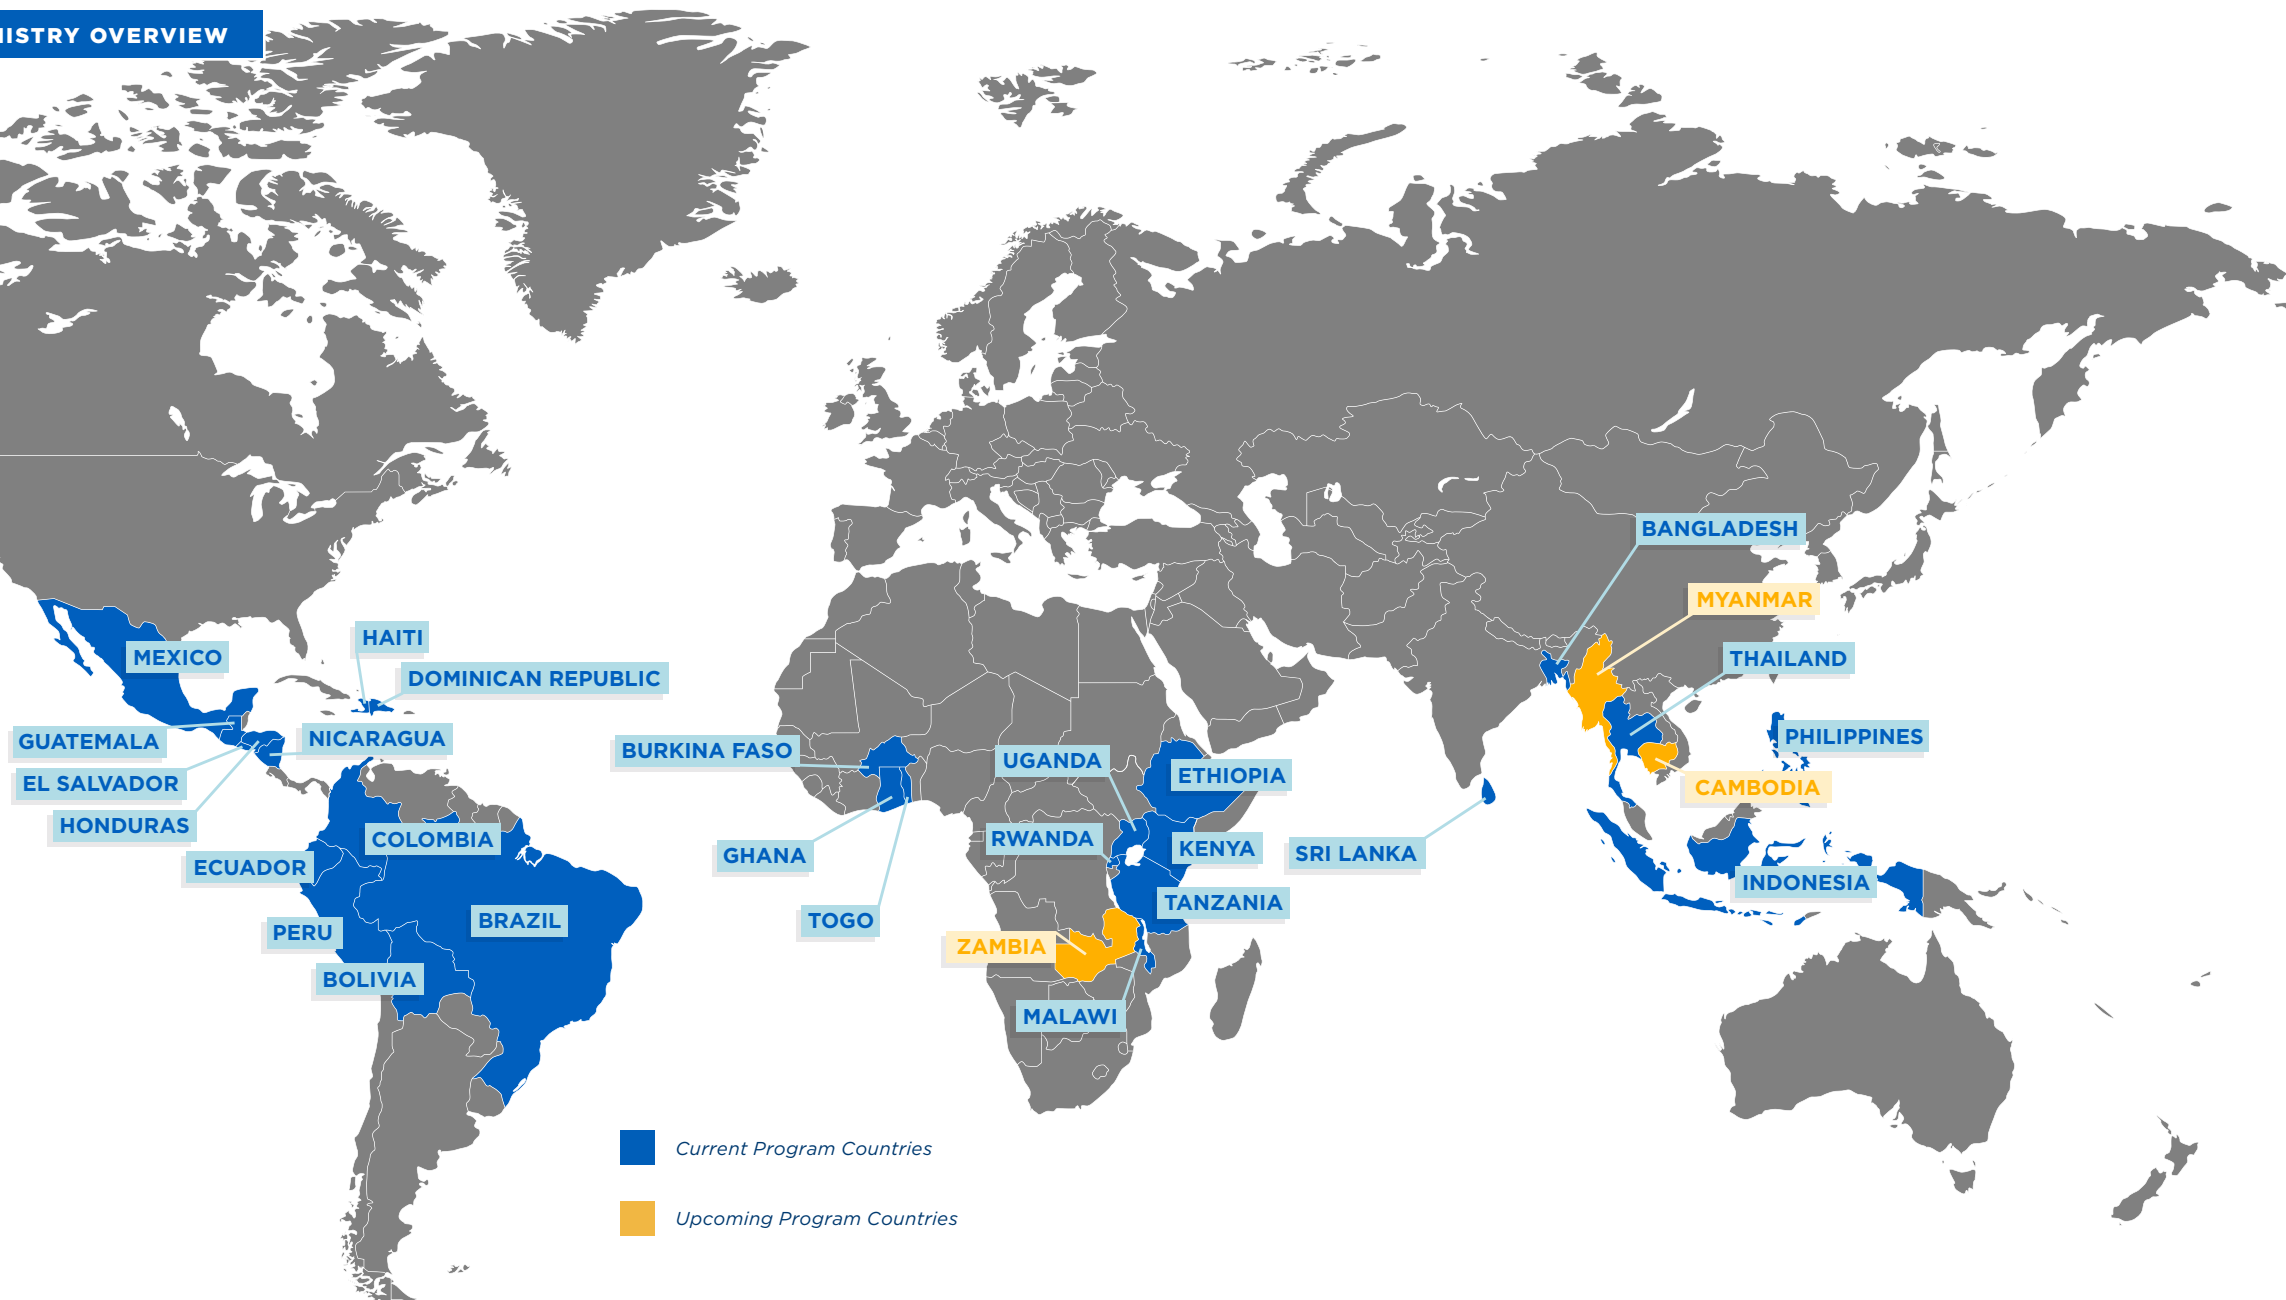 ISTRY OVERVIEW
BANGLADESH
MYANMAR
HAITI
MEXICO
THAILAND
DOMINICAN REPUBLIC
NICARAGUA
PHILIPPINES
GUATEMALA
BURKINA FASO
UGANDA
ETHIOPIA
EL SALVADOR
CAMBODIA
HONDURAS
COLOMBIA
RWANDA
KENYA
GHANA
SRI LANKA
ECUADOR
INDONESIA
TANZANIA
BRAZIL
TOGO
PERU
ZAMBIA
BOLIVIA
MALAWI
Current Program Countries
Upcoming Program Countries